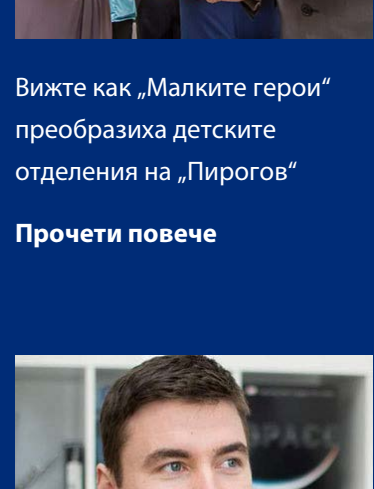 Вижте как „Малките герои“
преобразиха детските
отделения на „Пирогов“
Прочети повече